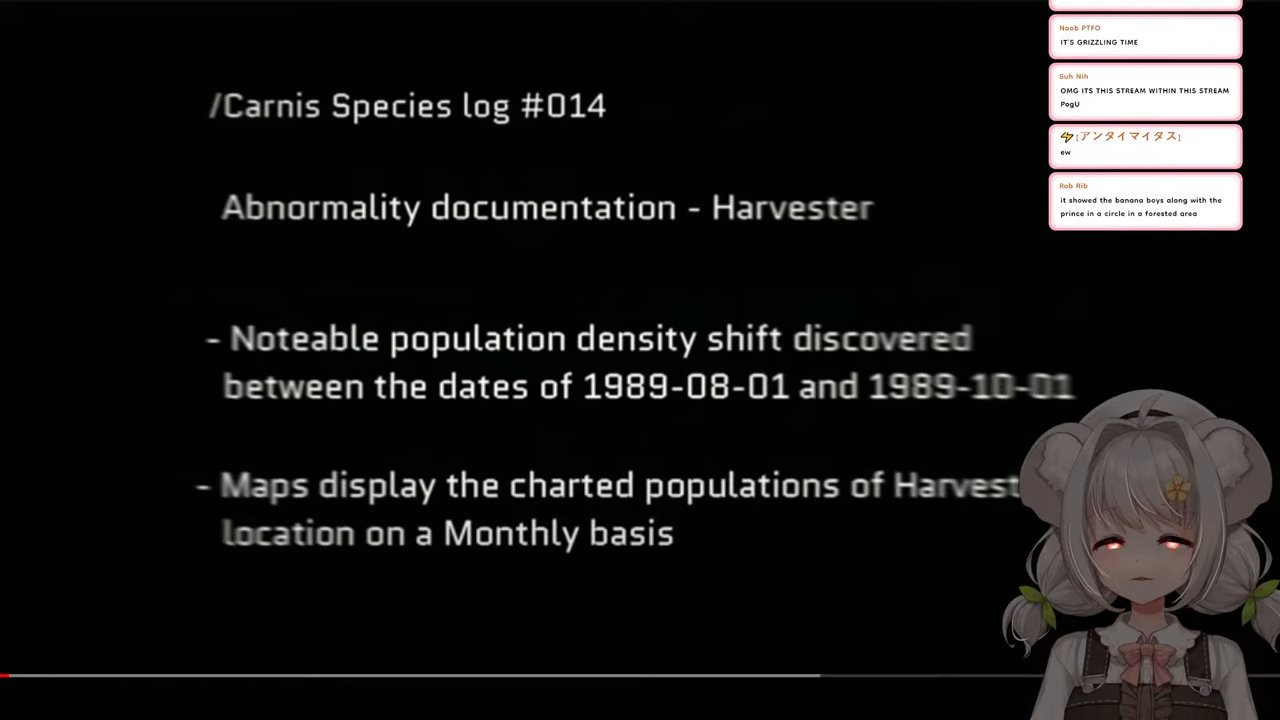 /Carnis Species log #014
Abnormality documentation - Harvester
- Noteable population density shift discovered
between the dates of 1989-08-01 and 1989-10-01
- Maps display the charted populations of Harvest
location on a Monthly basis
Noob PTFO
IT'S GRIZZLING TIME
Suh Nih
OMG ITS THIS STREAM WITHIN THIS STREAM
PogU
⚡[アンタイマイタス]
ew
Rob Rib
it showed the banana boys along with the
prince in a circle in a forested area